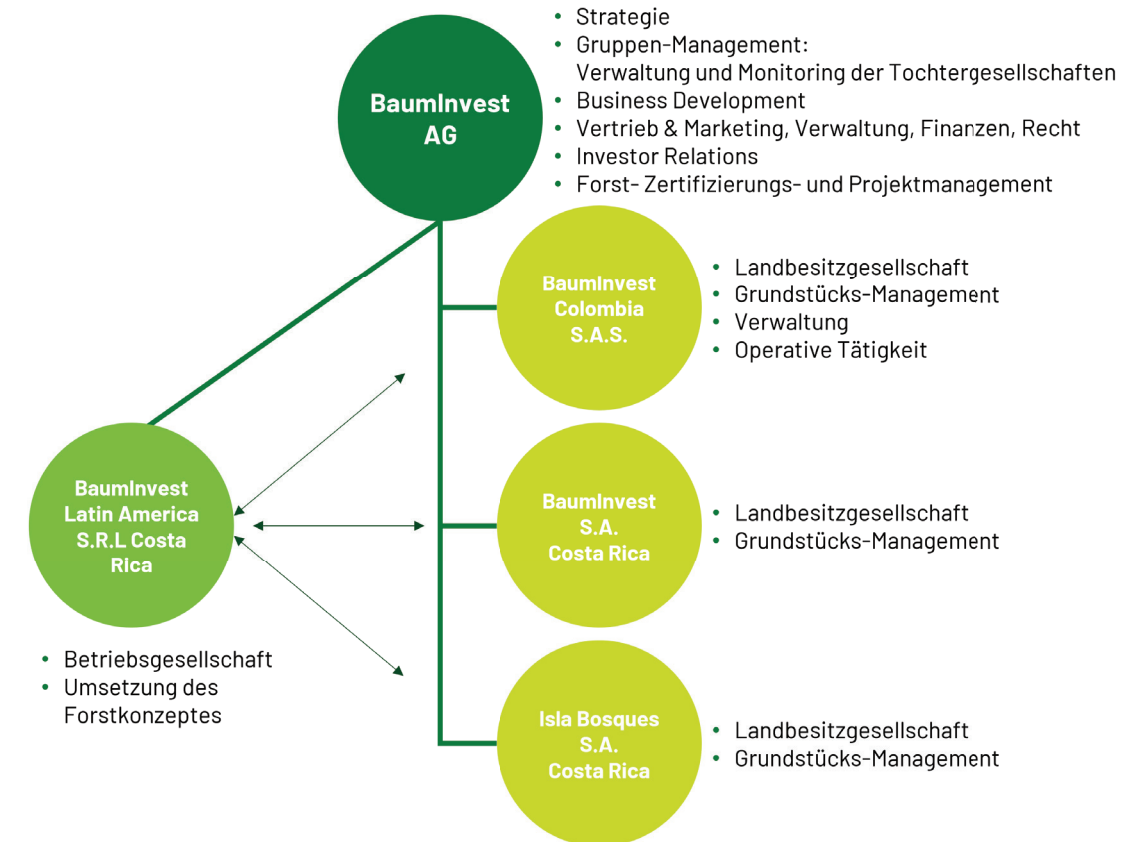 BaumInvest
AG
• Strategie
• Gruppen-Management:
Verwaltung und Monitoring der Tochtergesellschaften
• Business Development
• Vertrieb & Marketing, Verwaltung, Finanzen, Recht
• Investor Relations
• Forst- Zertifizierungs- und Projektmanagement
BaumInvest
Colombia
S.A.S.
• Landbesitzgesellschaft
• Grundstücks-Management
• Verwaltung
• Operative Tätigkeit
BaumInvest
Latin America
S.R.L Costa
Rica
• Betriebsgesellschaft
• Umsetzung des
Forstkonzeptes
BaumInvest
S.A.
Costa Rica
• Landbesitzgesellschaft
• Grundstücks-Management
Isla Bosques
S.A.
Costa Rica
• Landbesitzgesellschaft
• Grundstücks-Management